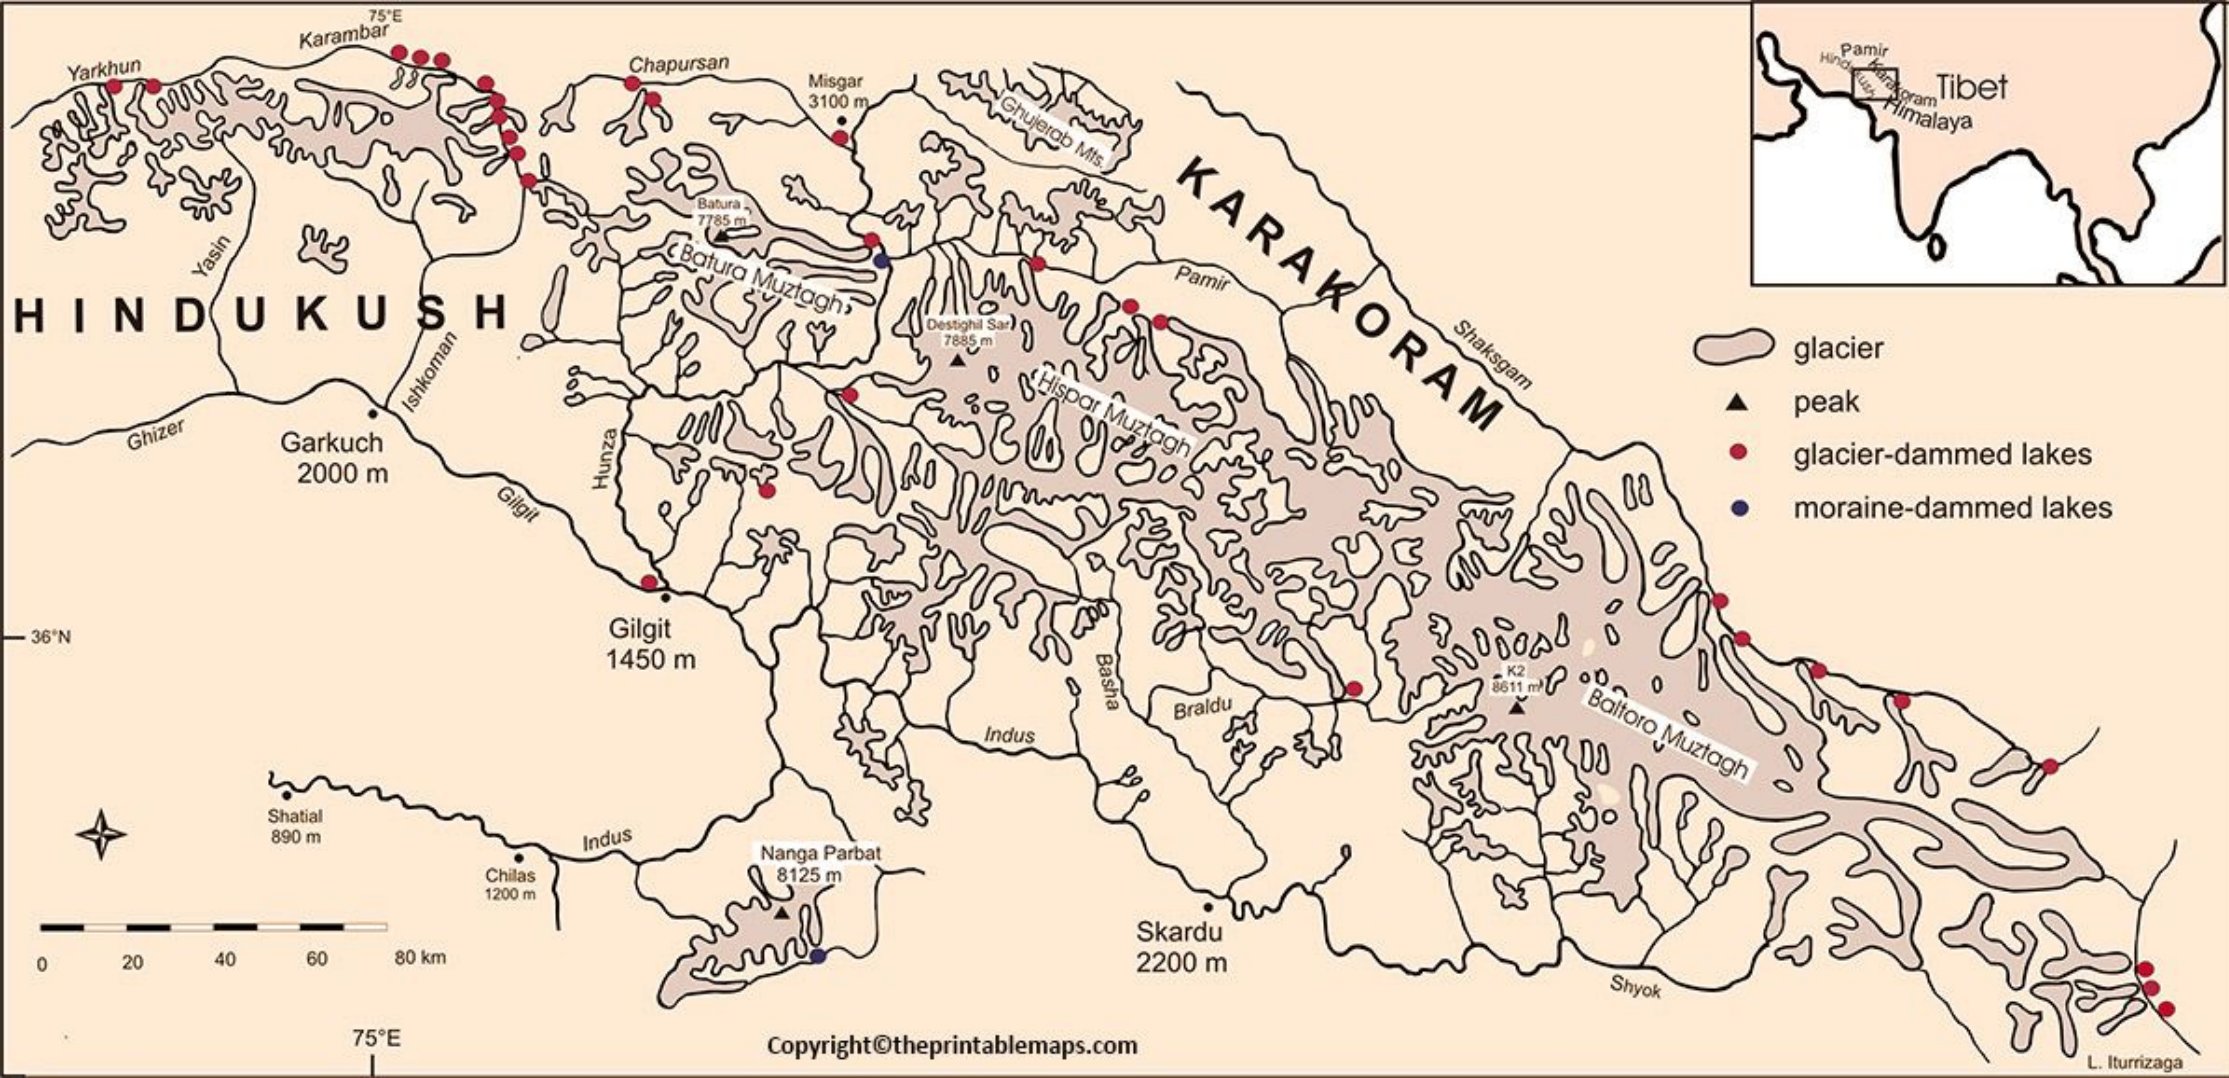 75°E
Karambar
Yarkhun
Chapursan
Misgar
3100 m
Ghujerab Mts.
Pamir
Hindukush
Karakoram
Himalaya
Tibet
KARAKORAM
Batura
7785 m
Batura Muztagh
Yasin
HINDUKUSH
Ishkoman
Pamir
Shaksgam
Destighil Sar
7885 m
Hispar Muztagh
glacier
peak
glacier-dammed lakes
moraine-dammed lakes
Ghizer
Garkuch
2000 m
Gilgit
Hunza
Gilgit
1450 m
36°N
Basha
Braldu
Indus
K2
8611 m
Baltoro Muztagh
Shatial
890 m
Indus
Chilas
1200 m
Nanga Parbat
8125 m
Skardu
2200 m
Shyok
0 20 40 60 80 km
75°E
Copyright©theprintablemaps.com
L. Iturrizaga